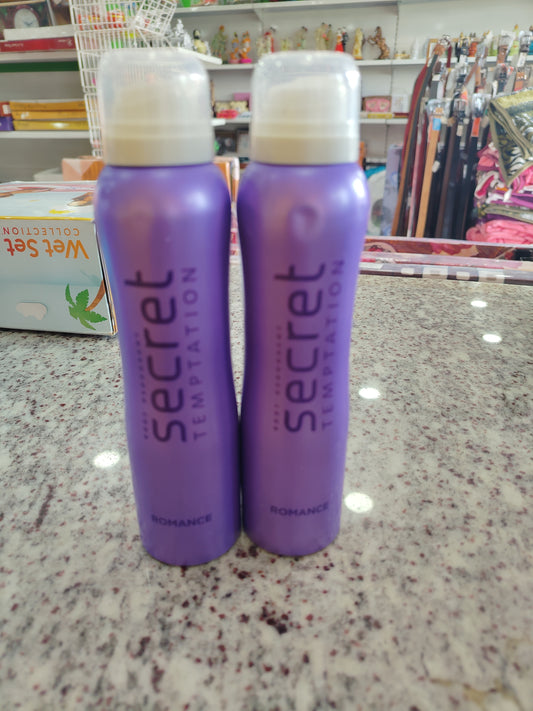 Wet Set
COLLECTION
BODY DEODORANT
secret
TEMPTATION
ROMANCE
BODY DEODORANT
secret
TEMPTATION
ROMANCE